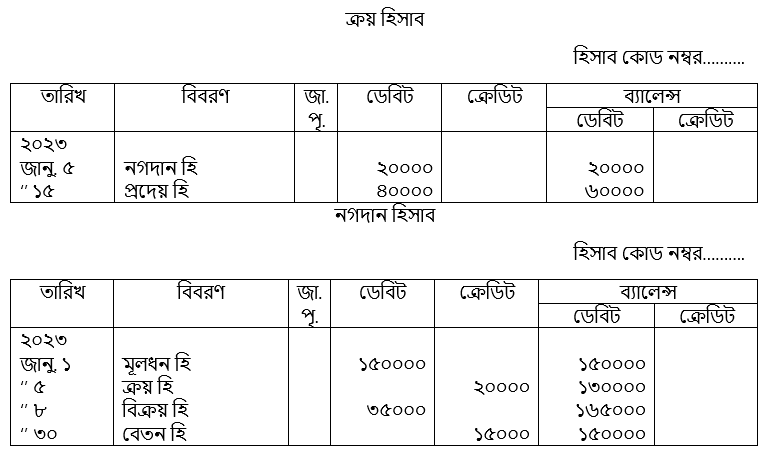 ক্রয় হিসাব
হিসাব কোড নম্বর..........
তারিখ বিবরণ জা. পৃ. ডেবিট ক্রেডিট ব্যালেন্স
ডেবিট ক্রেডিট
২০২৩
জানু. ৫ নগদান হি ২০০০০ ২০০০০
” ১৫ প্রদেয় হি ৪০০০০ ৬০০০০
নগদান হিসাব
হিসাব কোড নম্বর..........
তারিখ বিবরণ জা. পৃ. ডেবিট ক্রেডিট ব্যালেন্স
ডেবিট ক্রেডিট
২০২৩
জানু. ১ মূলধন হি ১৫০০০০ ১৫০০০০
” ৫ ক্রয় হি ২০০০০ ১৩০০০০
” ৮ বিক্রয় হি ৩৫০০০ ১৬৫০০০
” ৩০ বেতন হি ১৫০০০ ১৫০০০০